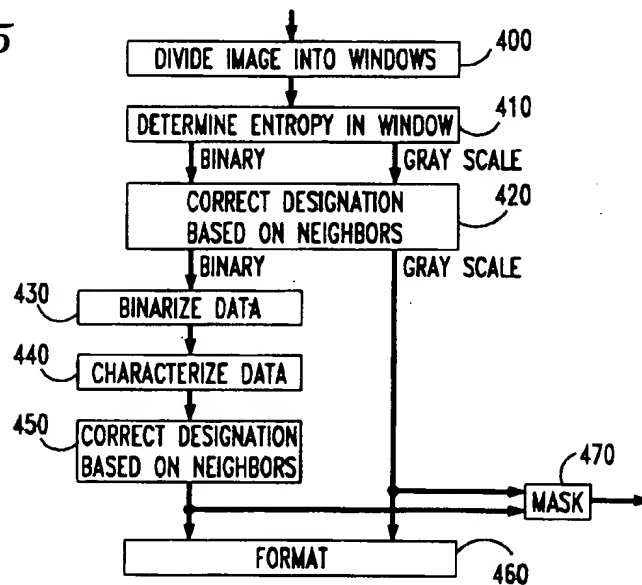 5
400
DIVIDE IMAGE INTO WINDOWS
410
DETERMINE ENTROPY IN WINDOW
BINARY
GRAY SCALE
420
CORRECT DESIGNATION
BASED ON NEIGHBORS
BINARY
GRAY SCALE
430
BINARIZE DATA
440
CHARACTERIZE DATA
450
CORRECT DESIGNATION
BASED ON NEIGHBORS
470
MASK
FORMAT
460